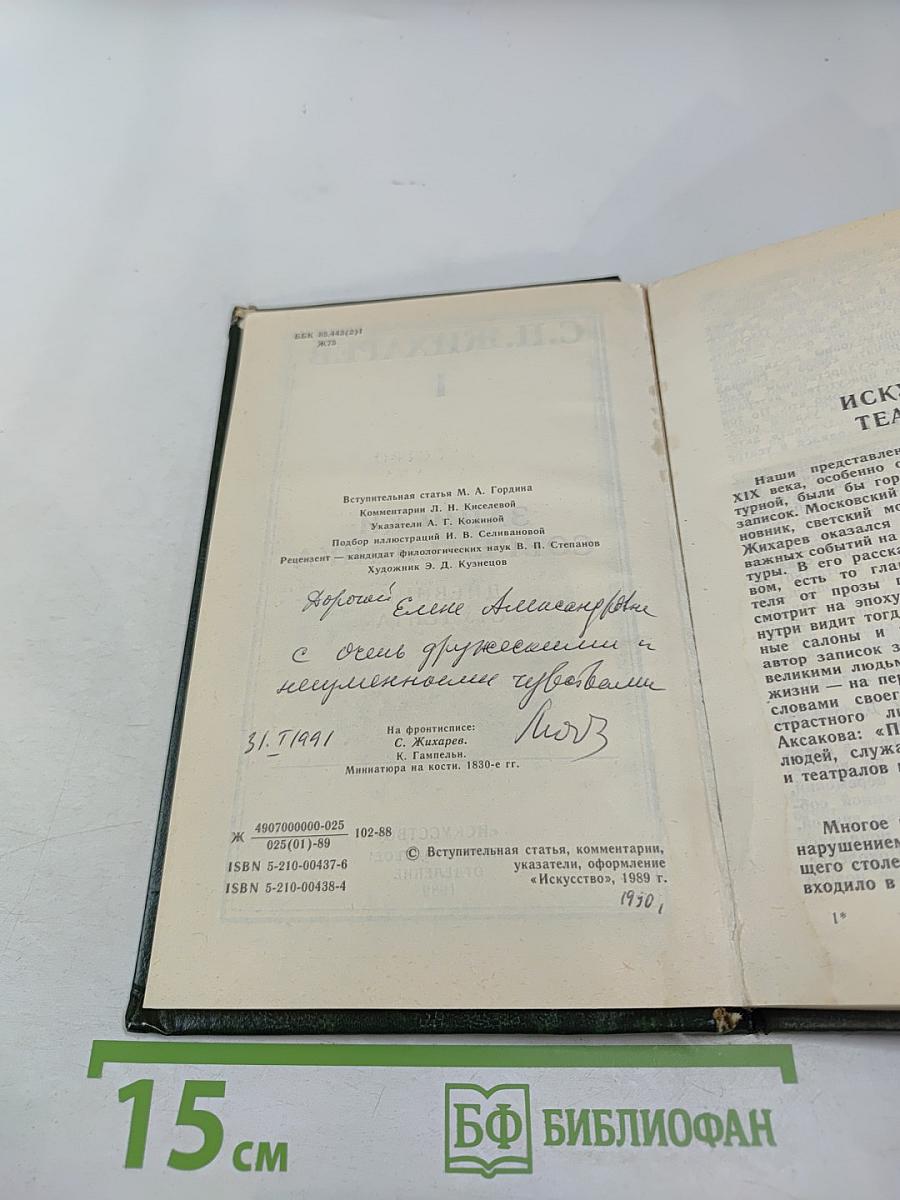 ББК 85.443(2)1
Ж75
Вступительная статья М. А. Гордина
Комментарии Л. Н. Киселевой
Указатели А. Г. Кожиной
Подбор иллюстраций И. В. Селивановой
Рецензент — кандидат филологических наук В. П. Степанов
Художник Э. Д. Кузнецов
Дорогой Елене Александровне
с очень дружескими и
неизменными чувствами
31.I 1991
На фронтисписе:
С. Жихарев.
К. Гампельн.
Миниатюра на кости. 1830-е гг.
Ж 4907000000-025 102-88
025(01)-89
ISBN 5-210-00437-6
ISBN 5-210-00438-4
© Вступительная статья, комментарии,
указатели, оформление
«Искусство», 1989 г.
1990,
ИСКУ
ТЕА
Наши представлен
XIX века, особенно о
турной, были бы гор
записок. Московский
новник, светский мо
Жихарев оказался
важных событий на
туры. В его расска
вом, есть то глав
теля от прозы п
смотрит на эпоху
нутри видит тогд
ные салоны и
автор записок з
великими людьм
жизни — на пер
словами своег
страстного ли
Аксакова: «П
людей, служа
и театралов
Многое
нарушением
щего столе
входило в
1*
15 см
БФ БИБЛИОФАН